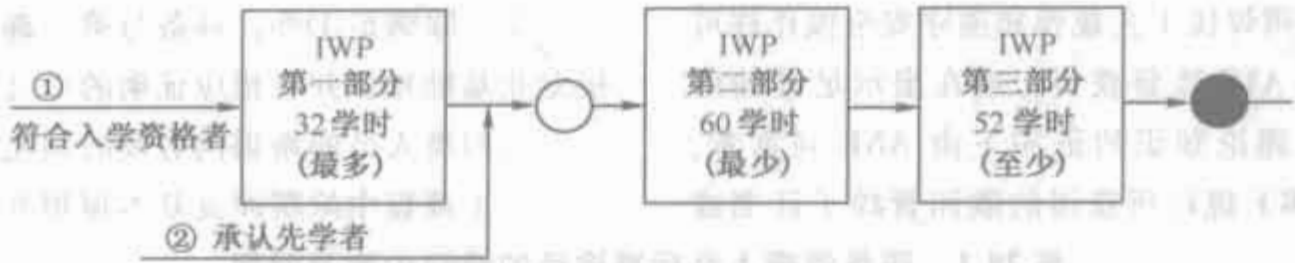 ①
符合入学资格者
IWP
第一部分
32学时
(最多)
② 承认先学者
IWP
第二部分
60学时
(最少)
IWP
第三部分
52学时
(至少)